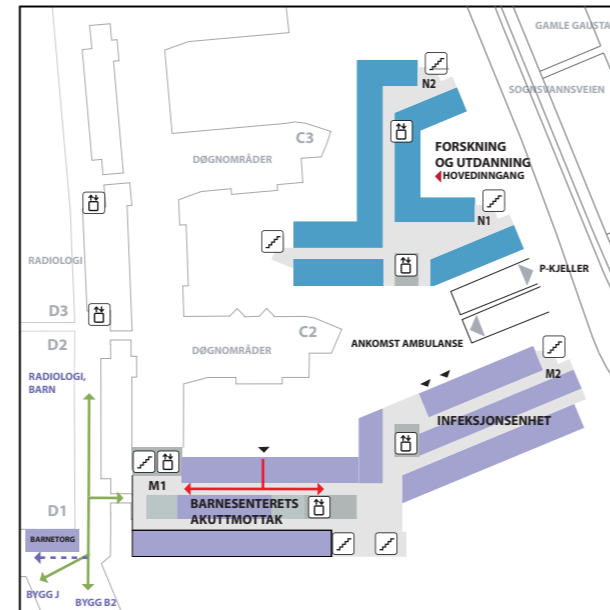 GAMLE GAUSTA
SOGNSVANNSVEIEN
N2
C3
DØGNOMRÅDER
FORSKNING
OG UTDANNING
HOVEDINNGANG
N1
RADIOLOGI
P-KJELLER
D3
D2
C2
DØGNOMRÅDER
ANKOMST AMBULANSE
RADIOLOGI,
BARN
M2
INFEKSJONSENHET
M1
BARNESENTERETS
AKUTTMOTTAK
D1
BARNETORG
BYGG J
BYGG B2